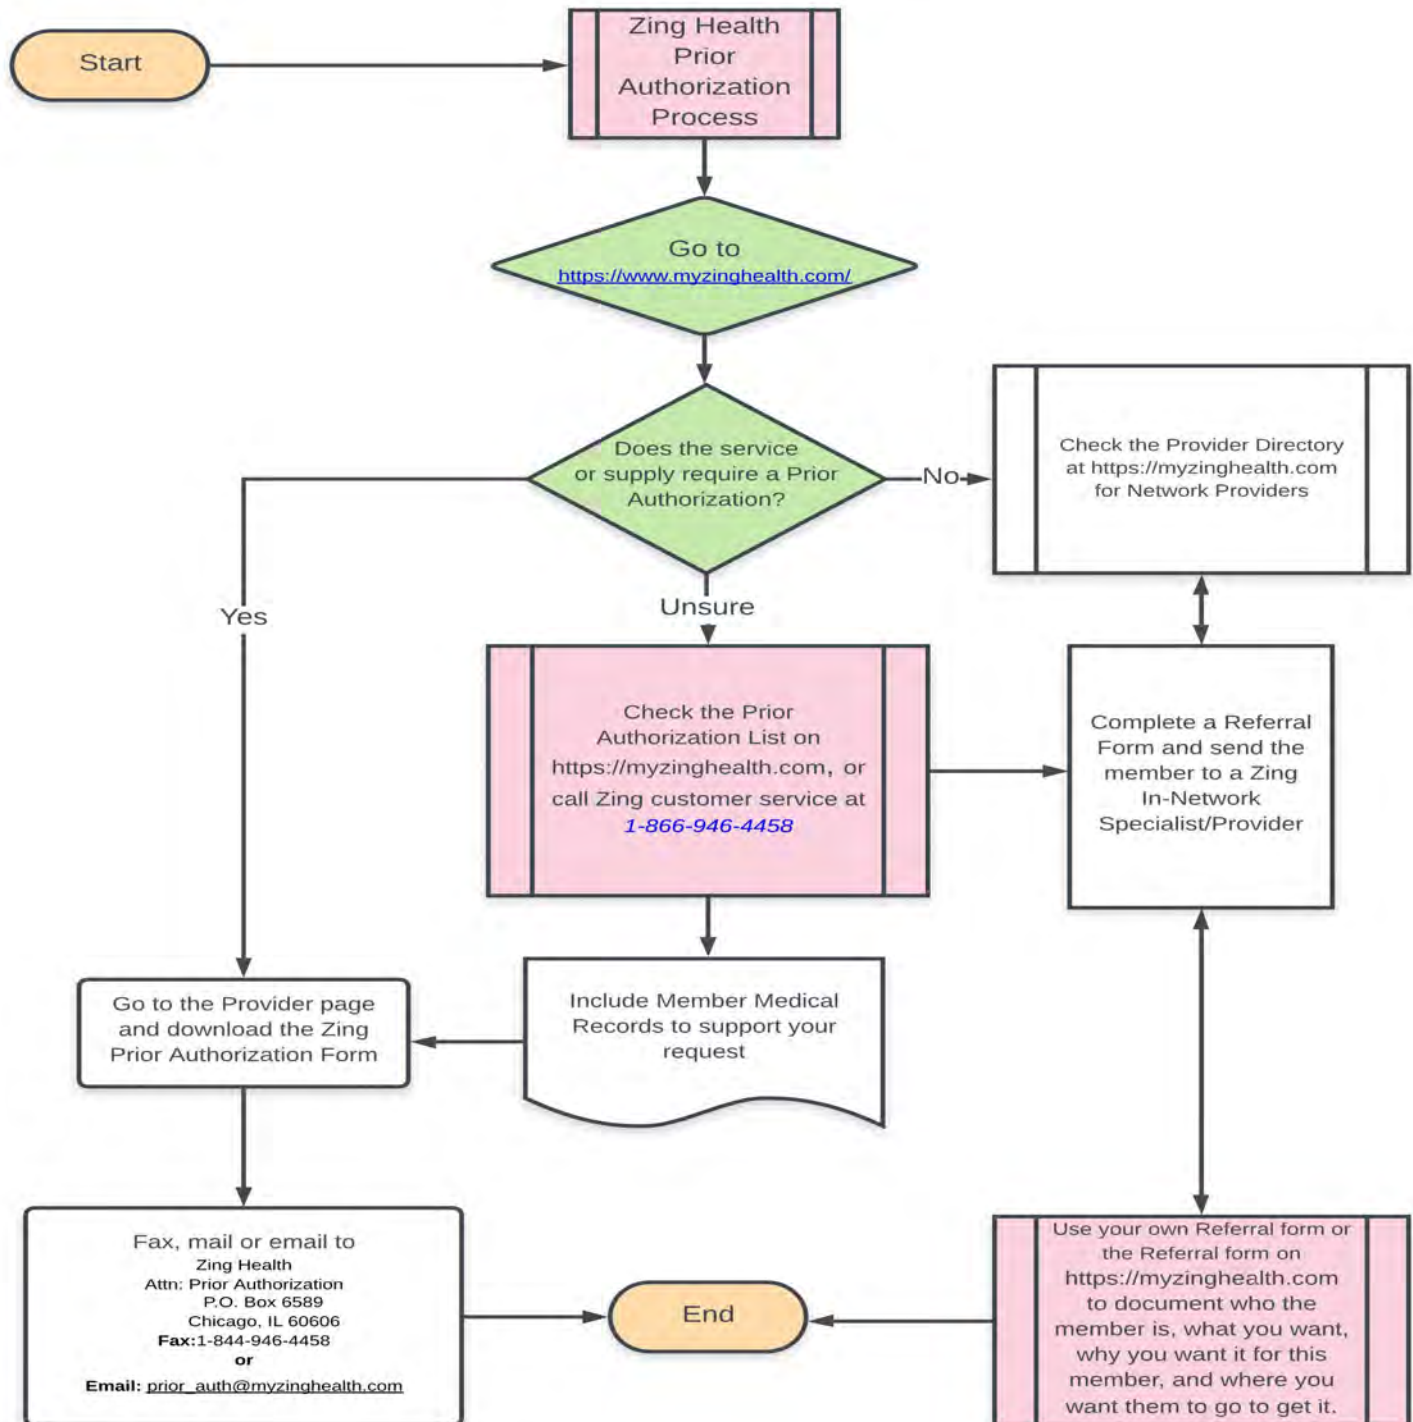 Start
Zing Health
Prior
Authorization
Process
Go to
https://www.myzinghealth.com/
Does the service
or supply require a Prior
Authorization?
No
Check the Provider Directory
at https://myzinghealth.com
for Network Providers
Yes
Unsure
Check the Prior
Authorization List on
https://myzinghealth.com, or
call Zing customer service at
1-866-946-4458
Complete a Referral
Form and send the
member to a Zing
In-Network
Specialist/Provider
Go to the Provider page
and download the Zing
Prior Authorization Form
Include Member Medical
Records to support your
request
Fax, mail or email to
Zing Health
Attn: Prior Authorization
P.O. Box 6589
Chicago, IL 60606
Fax:1-844-946-4458
or
Email: prior_auth@myzinghealth.com
End
Use your own Referral form or
the Referral form on
https://myzinghealth.com
to document who the
member is, what you want,
why you want it for this
member, and where you
want them to go to get it.